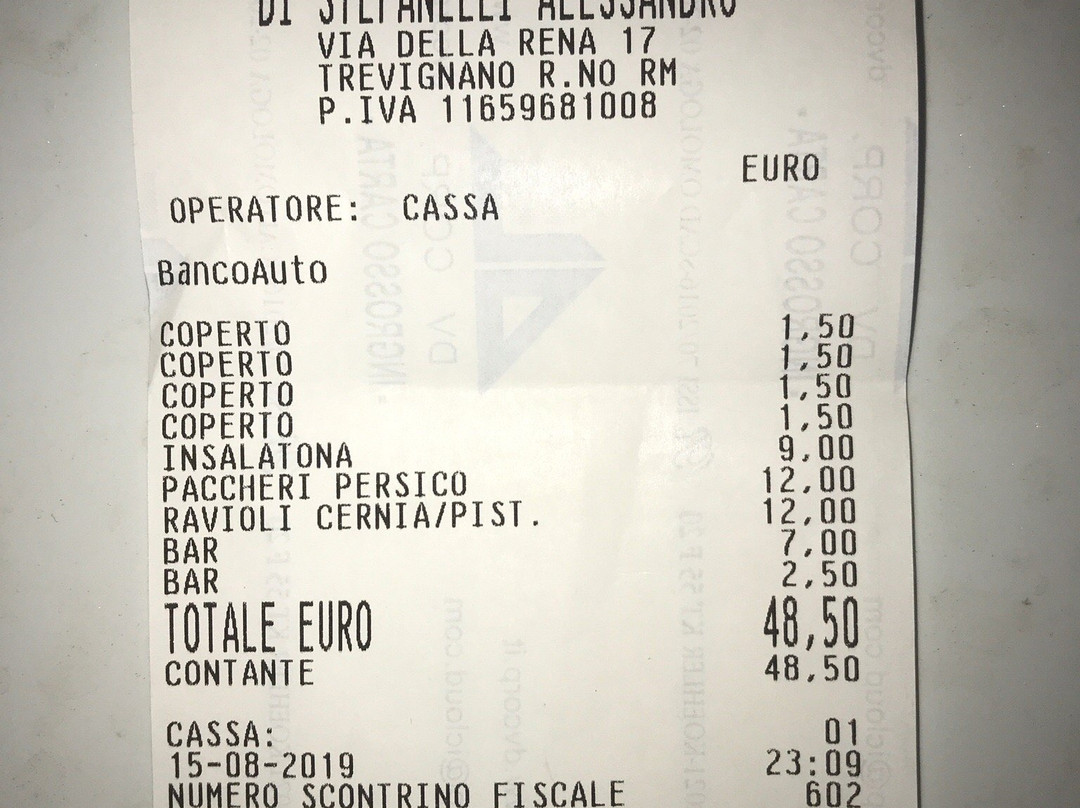 DI STEFANELLI ALESSANDRO
VIA DELLA RENA 17
TREVIGNANO R.NO RM
P.IVA 11659681008
EURO
OPERATORE: CASSA
BancoAuto
COPERTO 1,50
COPERTO 1,50
COPERTO 1,50
COPERTO 1,50
INSALATONA 9,00
PACCHERI PERSICO 12,00
RAVIOLI CERNIA/PIST. 12,00
BAR 7,00
BAR 2,50
TOTALE EURO 48,50
CONTANTE 48,50
CASSA: 01
15-08-2019 23:09
NUMERO SCONTRINO FISCALE 602